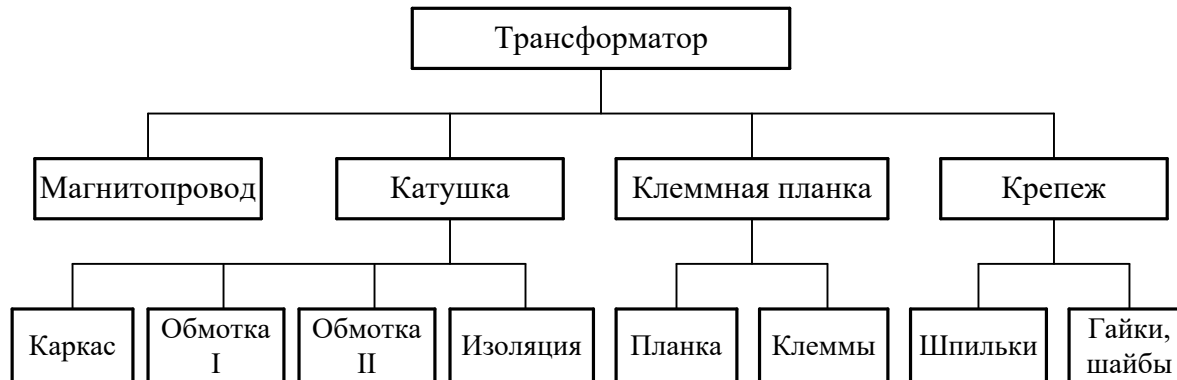 Трансформатор
Магнитопровод
Катушка
Клеммная планка
Крепеж
Каркас
Обмотка
I
Обмотка
II
Изоляция
Планка
Клеммы
Шпильки
Гайки,
шайбы